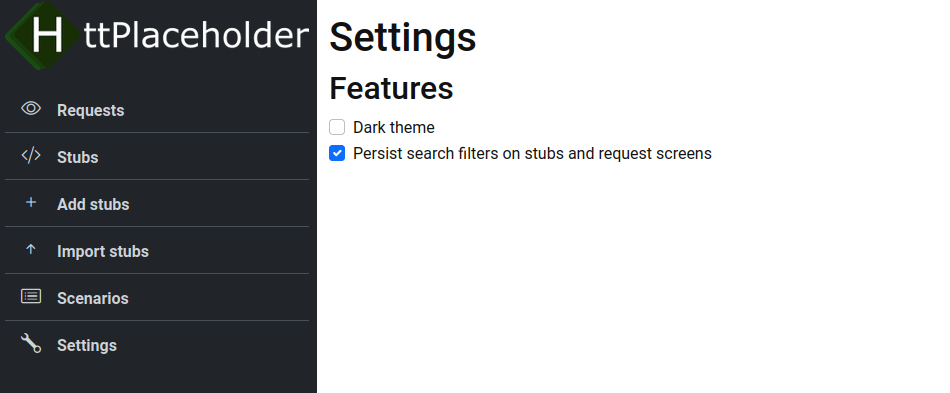 HttPlaceholder
Requests
Stubs
Add stubs
Import stubs
Scenarios
Settings
Settings
Features
Dark theme
Persist search filters on stubs and request screens